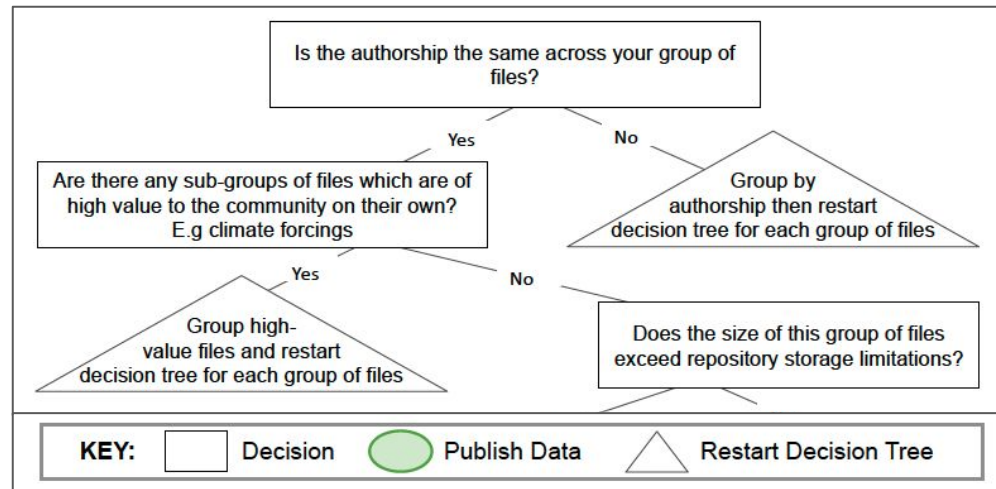 Is the authorship the same across your group of
files?
Yes
No
Are there any sub-groups of files which are of
high value to the community on their own?
E.g climate forcings
Group by
authorship then restart
decision tree for each group of files
Yes
No
Group high-
value files and restart
decision tree for each group of files
Does the size of this group of files
exceed repository storage limitations?
KEY:
Decision
Publish Data
Restart Decision Tree